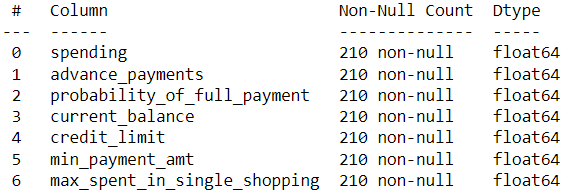 #   Column                        Non-Null Count  Dtype
---  ------                        --------------  -----
0   spending                      210 non-null    float64
1   advance_payments              210 non-null    float64
2   probability_of_full_payment   210 non-null    float64
3   current_balance               210 non-null    float64
4   credit_limit                  210 non-null    float64
5   min_payment_amt               210 non-null    float64
6   max_spent_in_single_shopping  210 non-null    float64